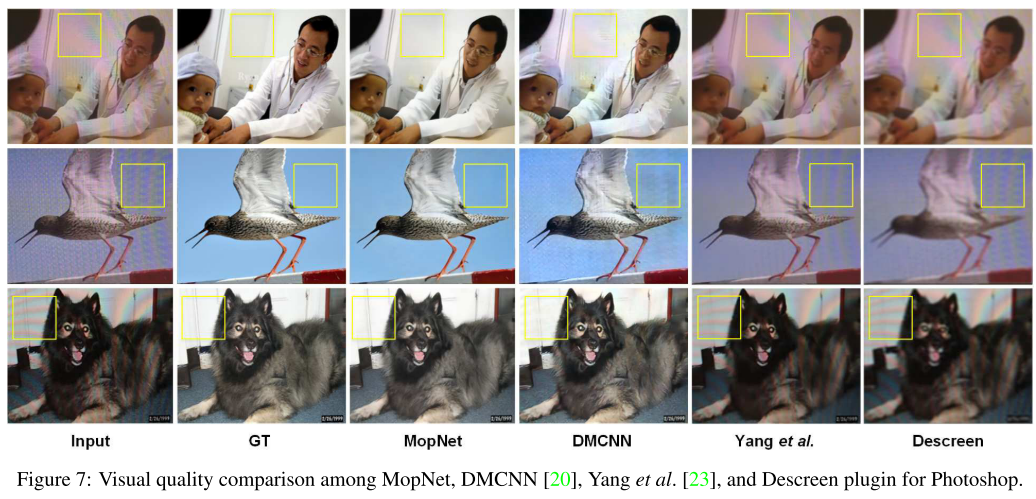 Input GT MopNet DMCNN Yang et al. Descreen
Figure 7: Visual quality comparison among MopNet, DMCNN [20], Yang et al. [23], and Descreen plugin for Photoshop.